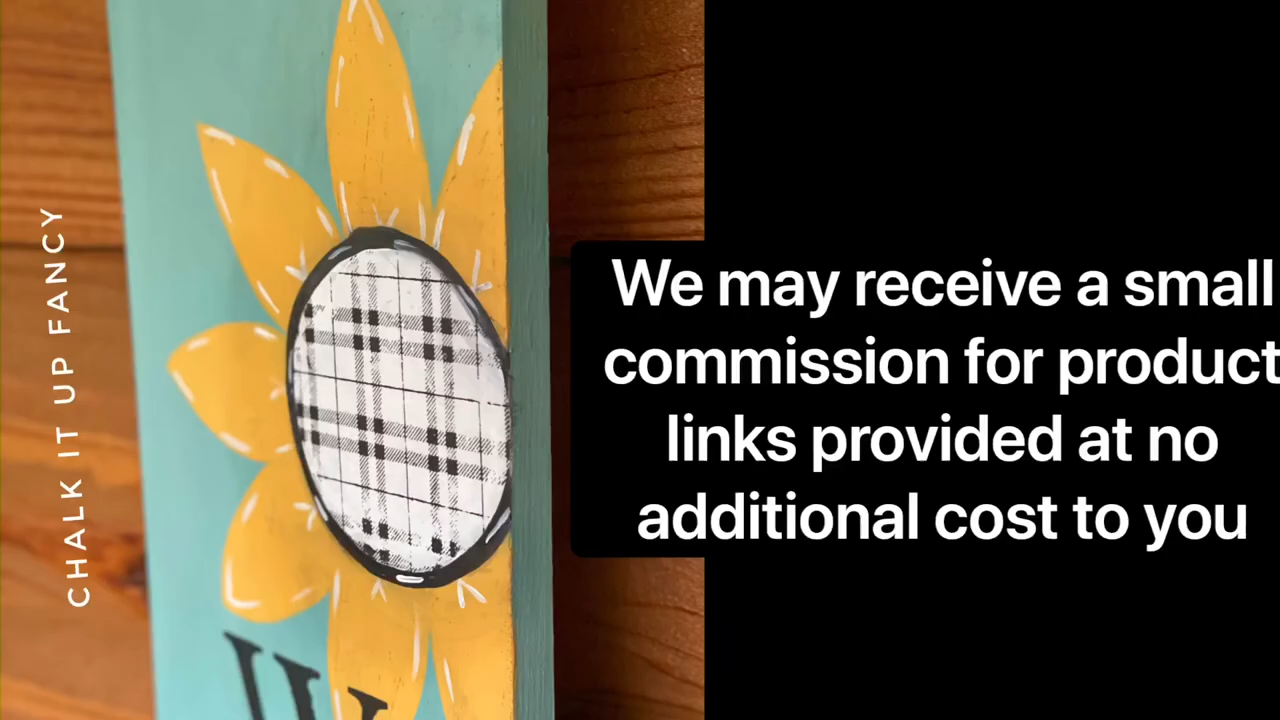 CHALK IT UP FANCY
We may receive a small
commission for product
links provided at no
additional cost to you
W